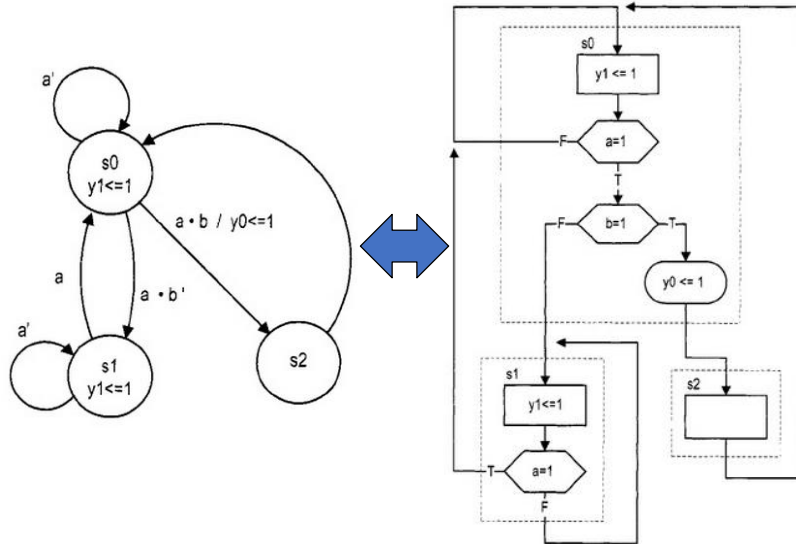 a'
s0
y1<=1
a • b / y0<=1
a
a • b '
a'
s1
y1<=1
s2
s0
y1 <= 1
F
a=1
T
F
b=1
T
y0 <= 1
s1
y1<=1
T
a=1
F
s2